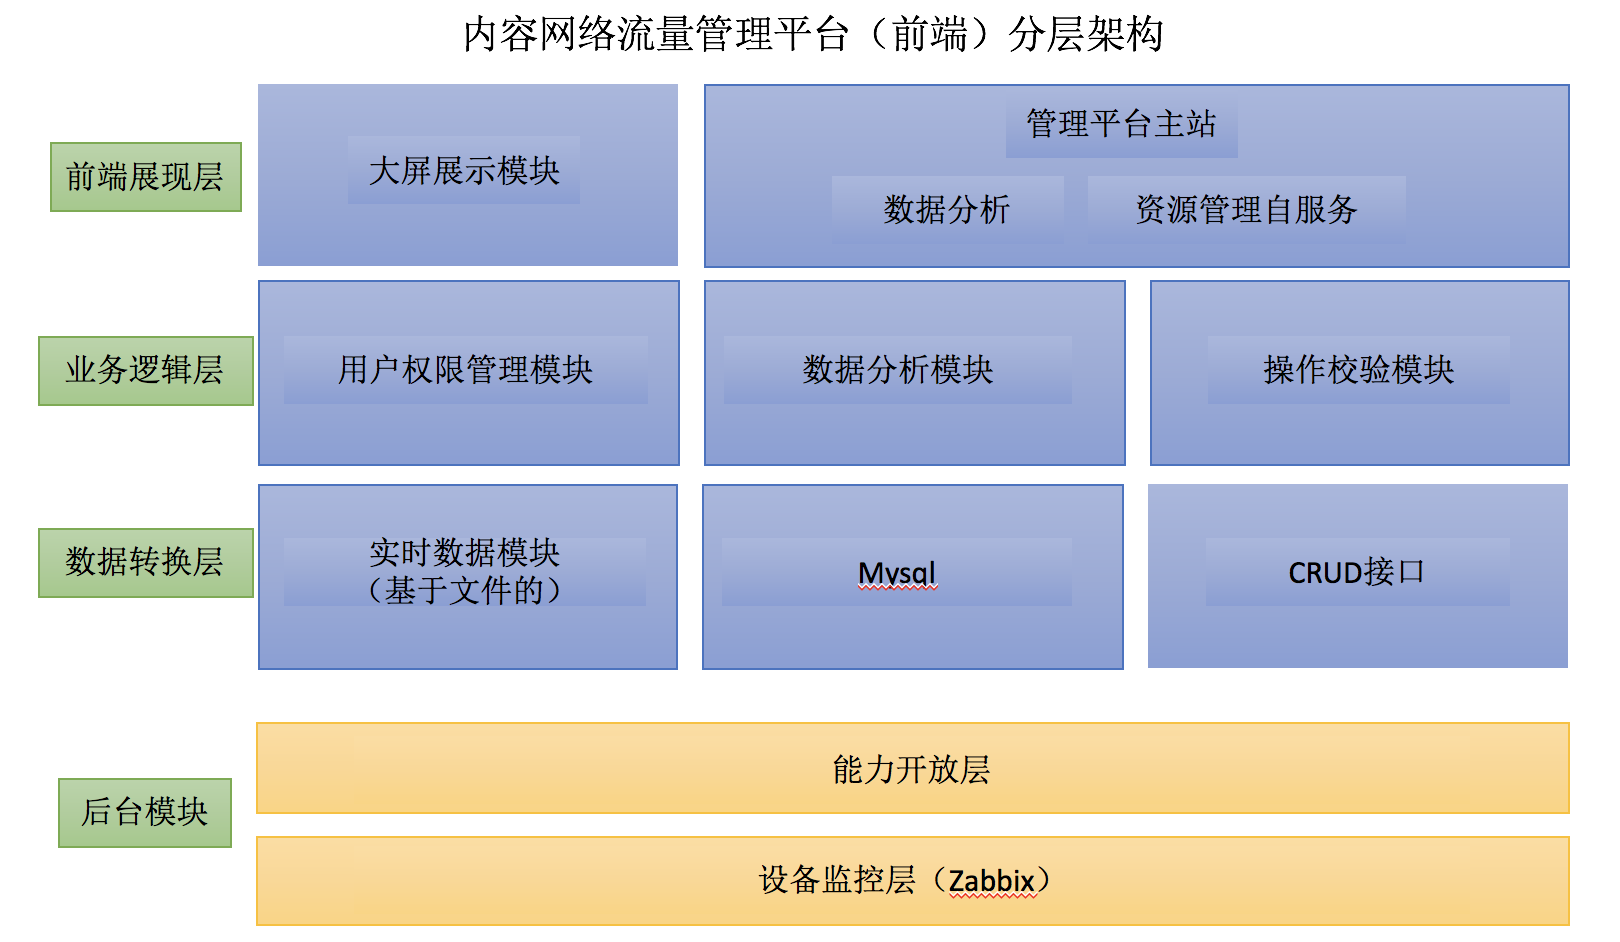 内容网络流量管理平台（前端）分层架构
前端展现层
大屏展示模块
管理平台主站
数据分析
资源管理自服务
业务逻辑层
用户权限管理模块
数据分析模块
操作校验模块
数据转换层
实时数据模块
（基于文件的）
Mysql
CRUD接口
后台模块
能力开放层
设备监控层（Zabbix）